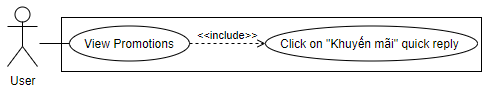 <<include>>
View Promotions
Click on "Khuyến mãi" quick reply
User